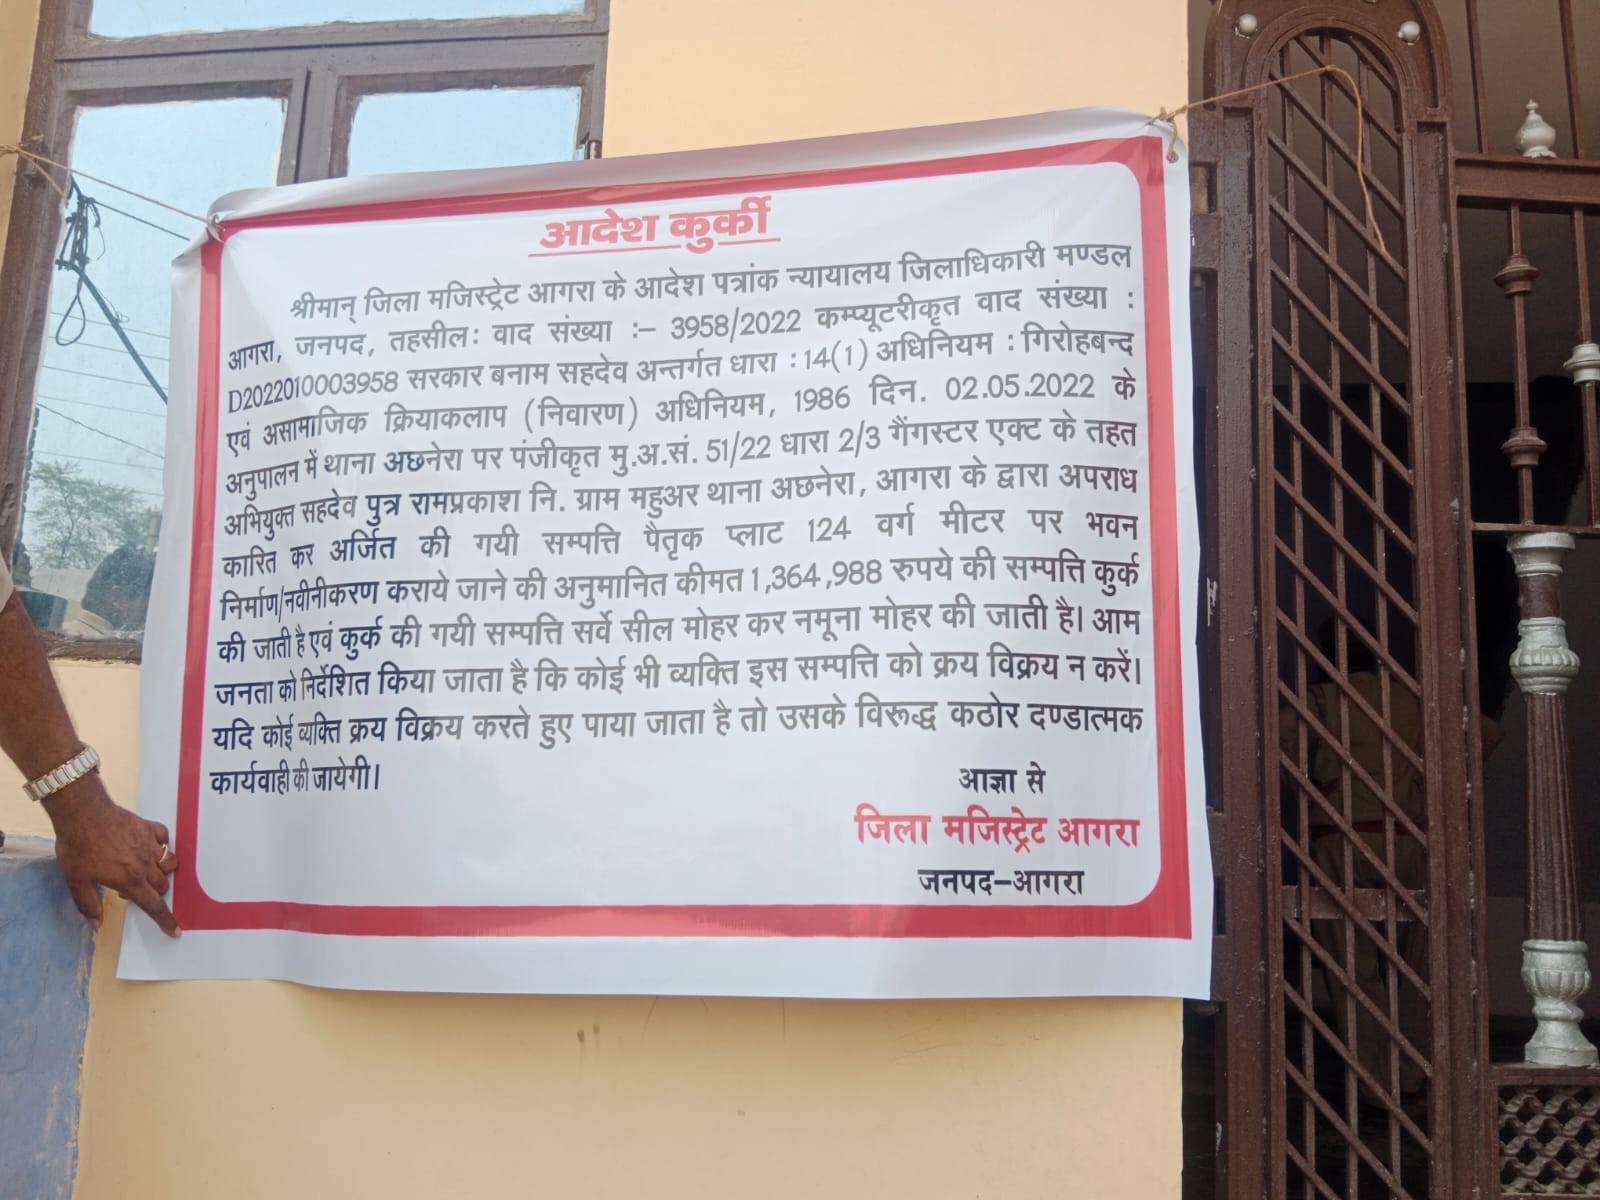 आदेश कुर्की
श्रीमान् जिला मजिस्ट्रेट आगरा के आदेश पत्रांक न्यायालय जिलाधिकारी मण्डल
आगरा, जनपद, तहसील: वाद संख्या :– 3958/2022 कम्प्यूटरीकृत वाद संख्या :
D2022010003958 सरकार बनाम सहदेव अन्तर्गत धारा : 14(1) अधिनियम : गिरोहबन्द
एवं असामाजिक क्रियाकलाप (निवारण) अधिनियम, 1986 दिन. 02.05.2022 के
अनुपालन में थाना अछनेरा पर पंजीकृत मु.अ.सं. 51/22 धारा 2/3 गैंगस्टर एक्ट के तहत
अभियुक्त सहदेव पुत्र रामप्रकाश नि. ग्राम महुअर थाना अछनेरा, आगरा के द्वारा अपराध
कारित कर अर्जित की गयी सम्पत्ति पैतृक प्लाट 124 वर्ग मीटर पर भवन
निर्माण/नवीनीकरण कराये जाने की अनुमानित कीमत 1,364,988 रुपये की सम्पत्ति कुर्क
की जाती है एवं कुर्क की गयी सम्पत्ति सर्वे सील मोहर कर नमूना मोहर की जाती है। आम
जनता को निर्देशित किया जाता है कि कोई भी व्यक्ति इस सम्पत्ति को क्रय विक्रय न करें।
यदि कोई व्यक्ति क्रय विक्रय करते हुए पाया जाता है तो उसके विरूद्ध कठोर दण्डात्मक
कार्यवाही की जायेगी।
आज्ञा से
जिला मजिस्ट्रेट आगरा
जनपद–आगरा